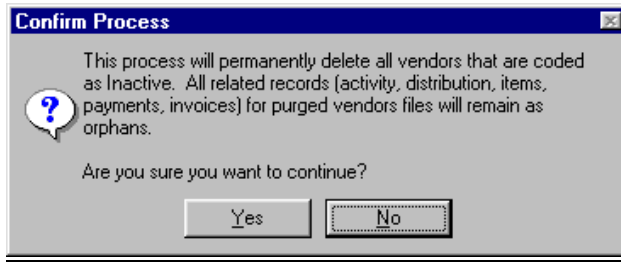 Confirm Process
This process will permanently delete all vendors that are coded
as Inactive.  All related records (activity, distribution, items,
payments, invoices) for purged vendors files will remain as
orphans.
Are you sure you want to continue?
Yes
No